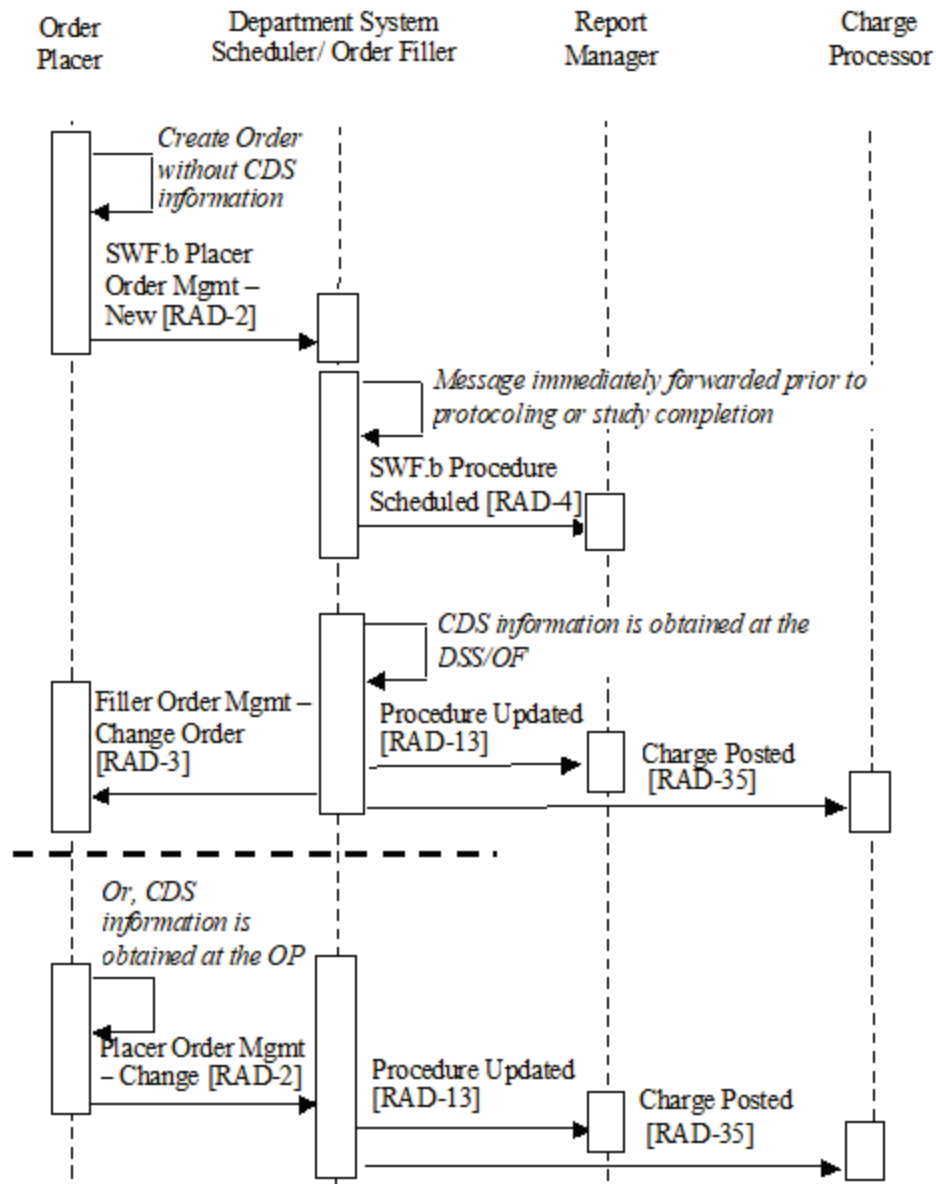 Order
Placer
Department System
Scheduler/ Order Filler
Report
Manager
Charge
Processor
Create Order
without CDS
information
SWF.b Placer
Order Mgmt –
New [RAD-2]
Message immediately forwarded prior to
protocoling or study completion
SWF.b Procedure
Scheduled [RAD-4]
CDS information is obtained at the
DSS/OF
Filler Order Mgmt –
Change Order
[RAD-3]
Procedure Updated
[RAD-13]
Charge Posted
[RAD-35]
Or, CDS
information is
obtained at the OP
Placer Order Mgmt
– Change [RAD-2]
Procedure Updated
[RAD-13]
Charge Posted
[RAD-35]